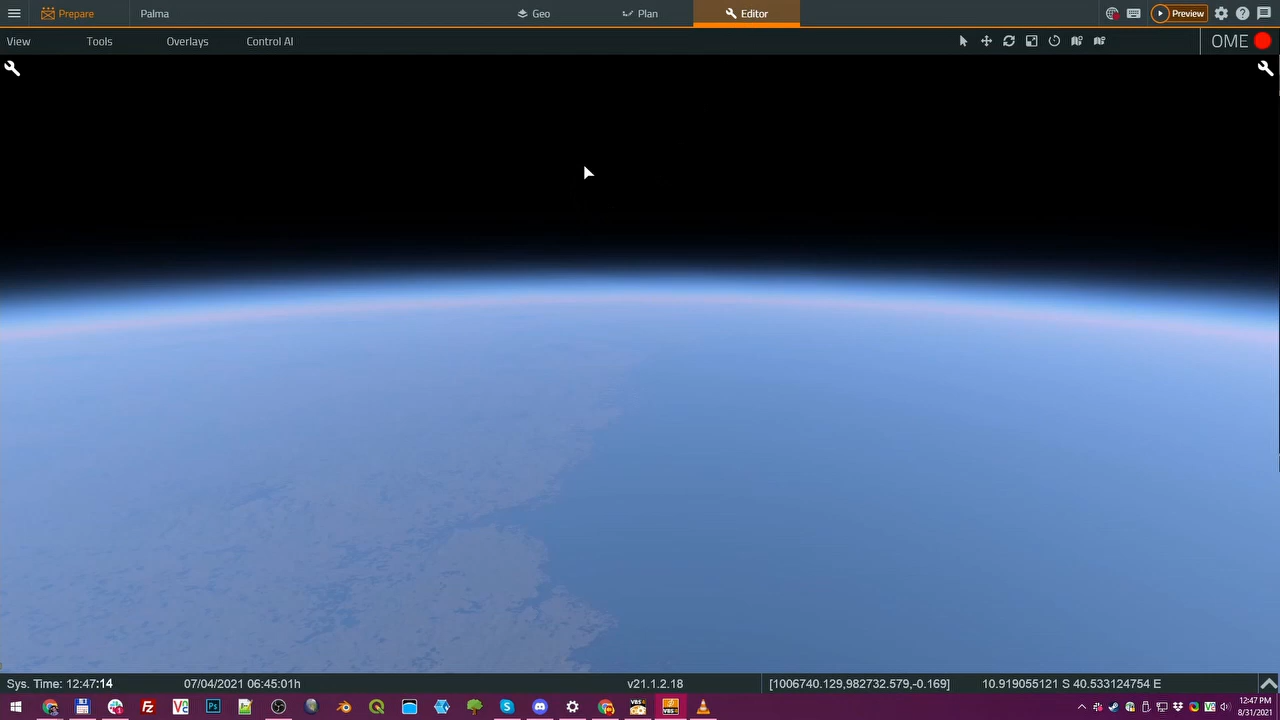 Prepare Palma Geo Plan Editor Preview
View Tools Overlays Control AI OME
Sys. Time: 12:47:14 07/04/2021 06:45:01h v21.1.2.18 [1006740.129,982732.579,-0.169] 10.919055121 S 40.533124754 E
12:47 PM
8/31/2021